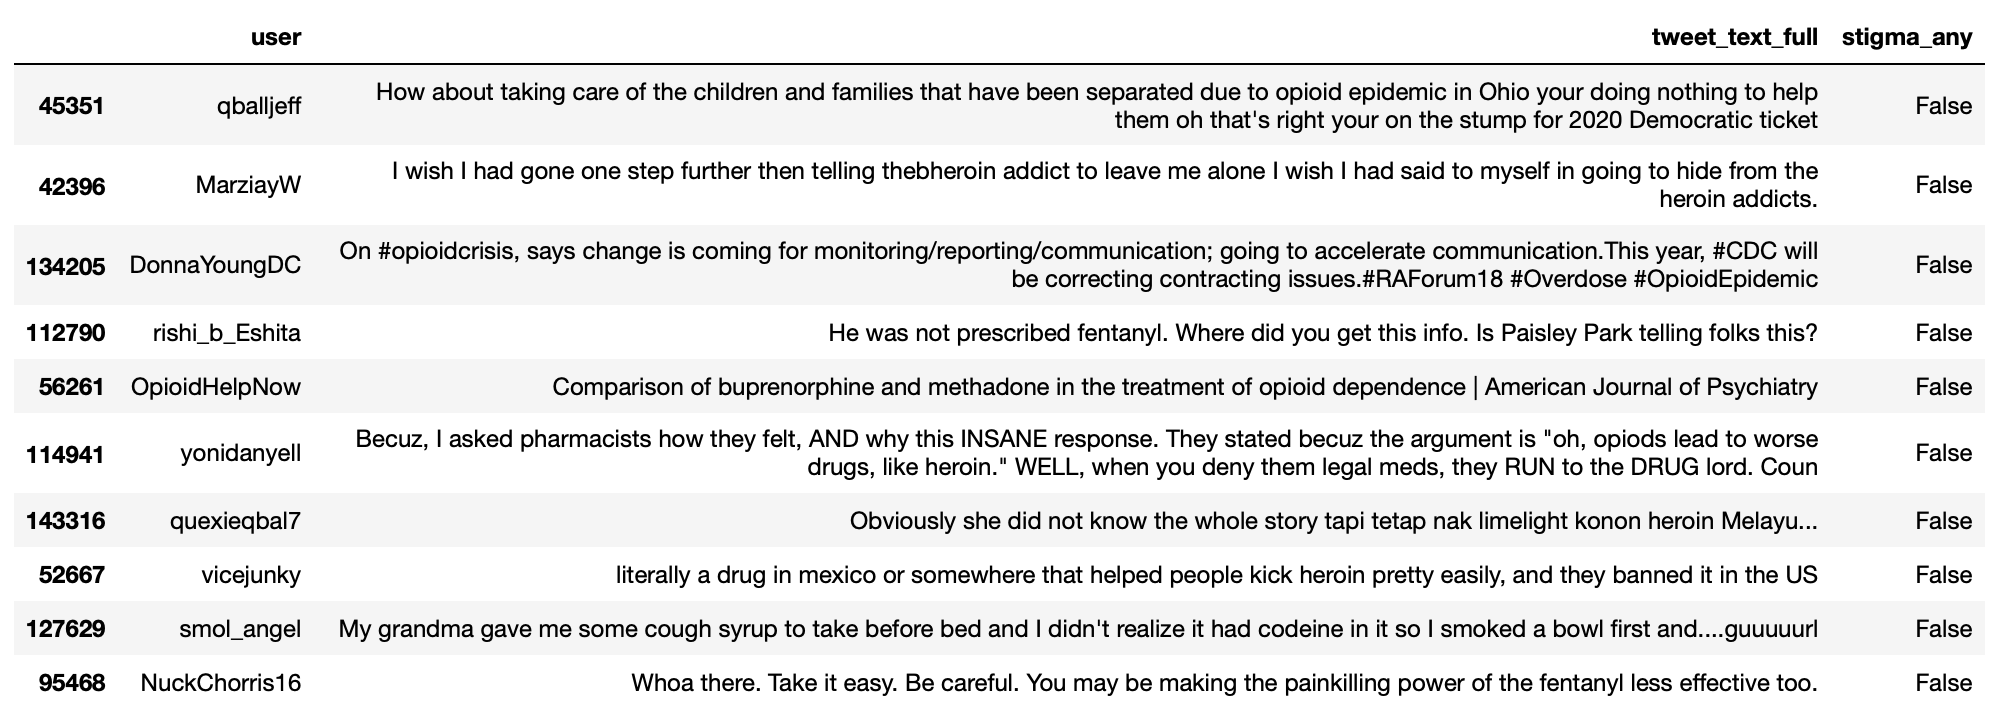 user tweet_text_full stigma_any
45351 qballjeff How about taking care of the children and families that have been separated due to opioid epidemic in Ohio your doing nothing to help
them oh that's right your on the stump for 2020 Democratic ticket False
42396 MarziayW I wish I had gone one step further then telling thebheroin addict to leave me alone I wish I had said to myself in going to hide from the
heroin addicts. False
134205 DonnaYoungDC On #opioidcrisis, says change is coming for monitoring/reporting/communication; going to accelerate communication.This year, #CDC will
be correcting contracting issues.#RAForum18 #Overdose #OpioidEpidemic False
112790 rishi_b_Eshita He was not prescribed fentanyl. Where did you get this info. Is Paisley Park telling folks this? False
56261 OpioidHelpNow Comparison of buprenorphine and methadone in the treatment of opioid dependence | American Journal of Psychiatry False
114941 yonidanyell Becuz, I asked pharmacists how they felt, AND why this INSANE response. They stated becuz the argument is "oh, opiods lead to worse
drugs, like heroin." WELL, when you deny them legal meds, they RUN to the DRUG lord. Coun False
143316 quexieqbal7 Obviously she did not know the whole story tapi tetap nak limelight konon heroin Melayu... False
52667 vicejunky literally a drug in mexico or somewhere that helped people kick heroin pretty easily, and they banned it in the US False
127629 smol_angel My grandma gave me some cough syrup to take before bed and I didn't realize it had codeine in it so I smoked a bowl first and....guuuuurl False
95468 NuckChorris16 Whoa there. Take it easy. Be careful. You may be making the painkilling power of the fentanyl less effective too. False